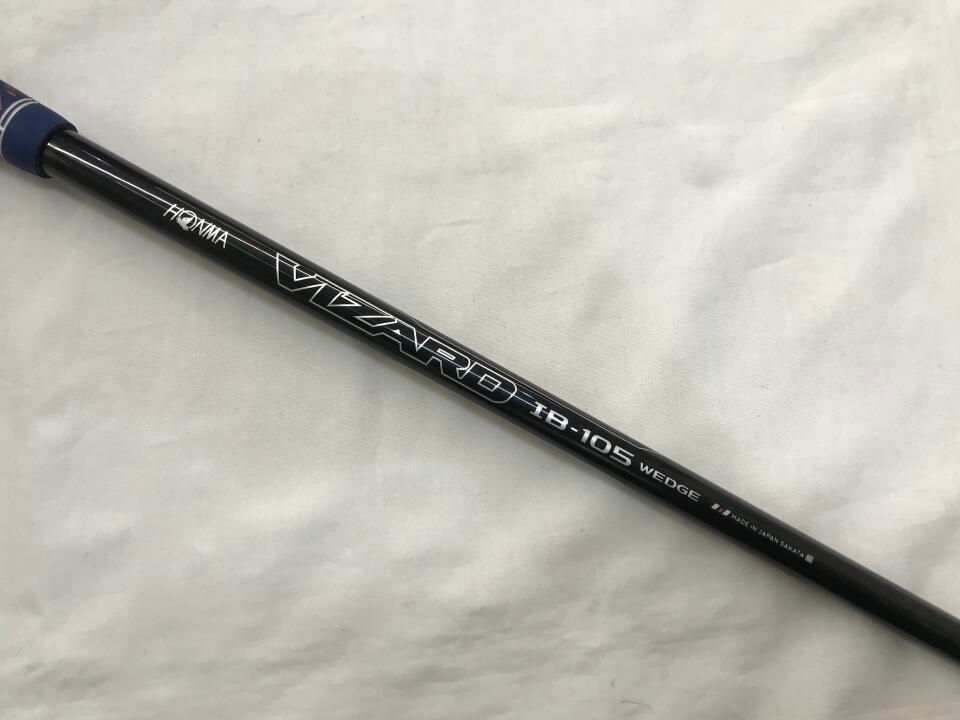 HONMA VIZARD IB-105 WEDGE MADE IN JAPAN SAKATA